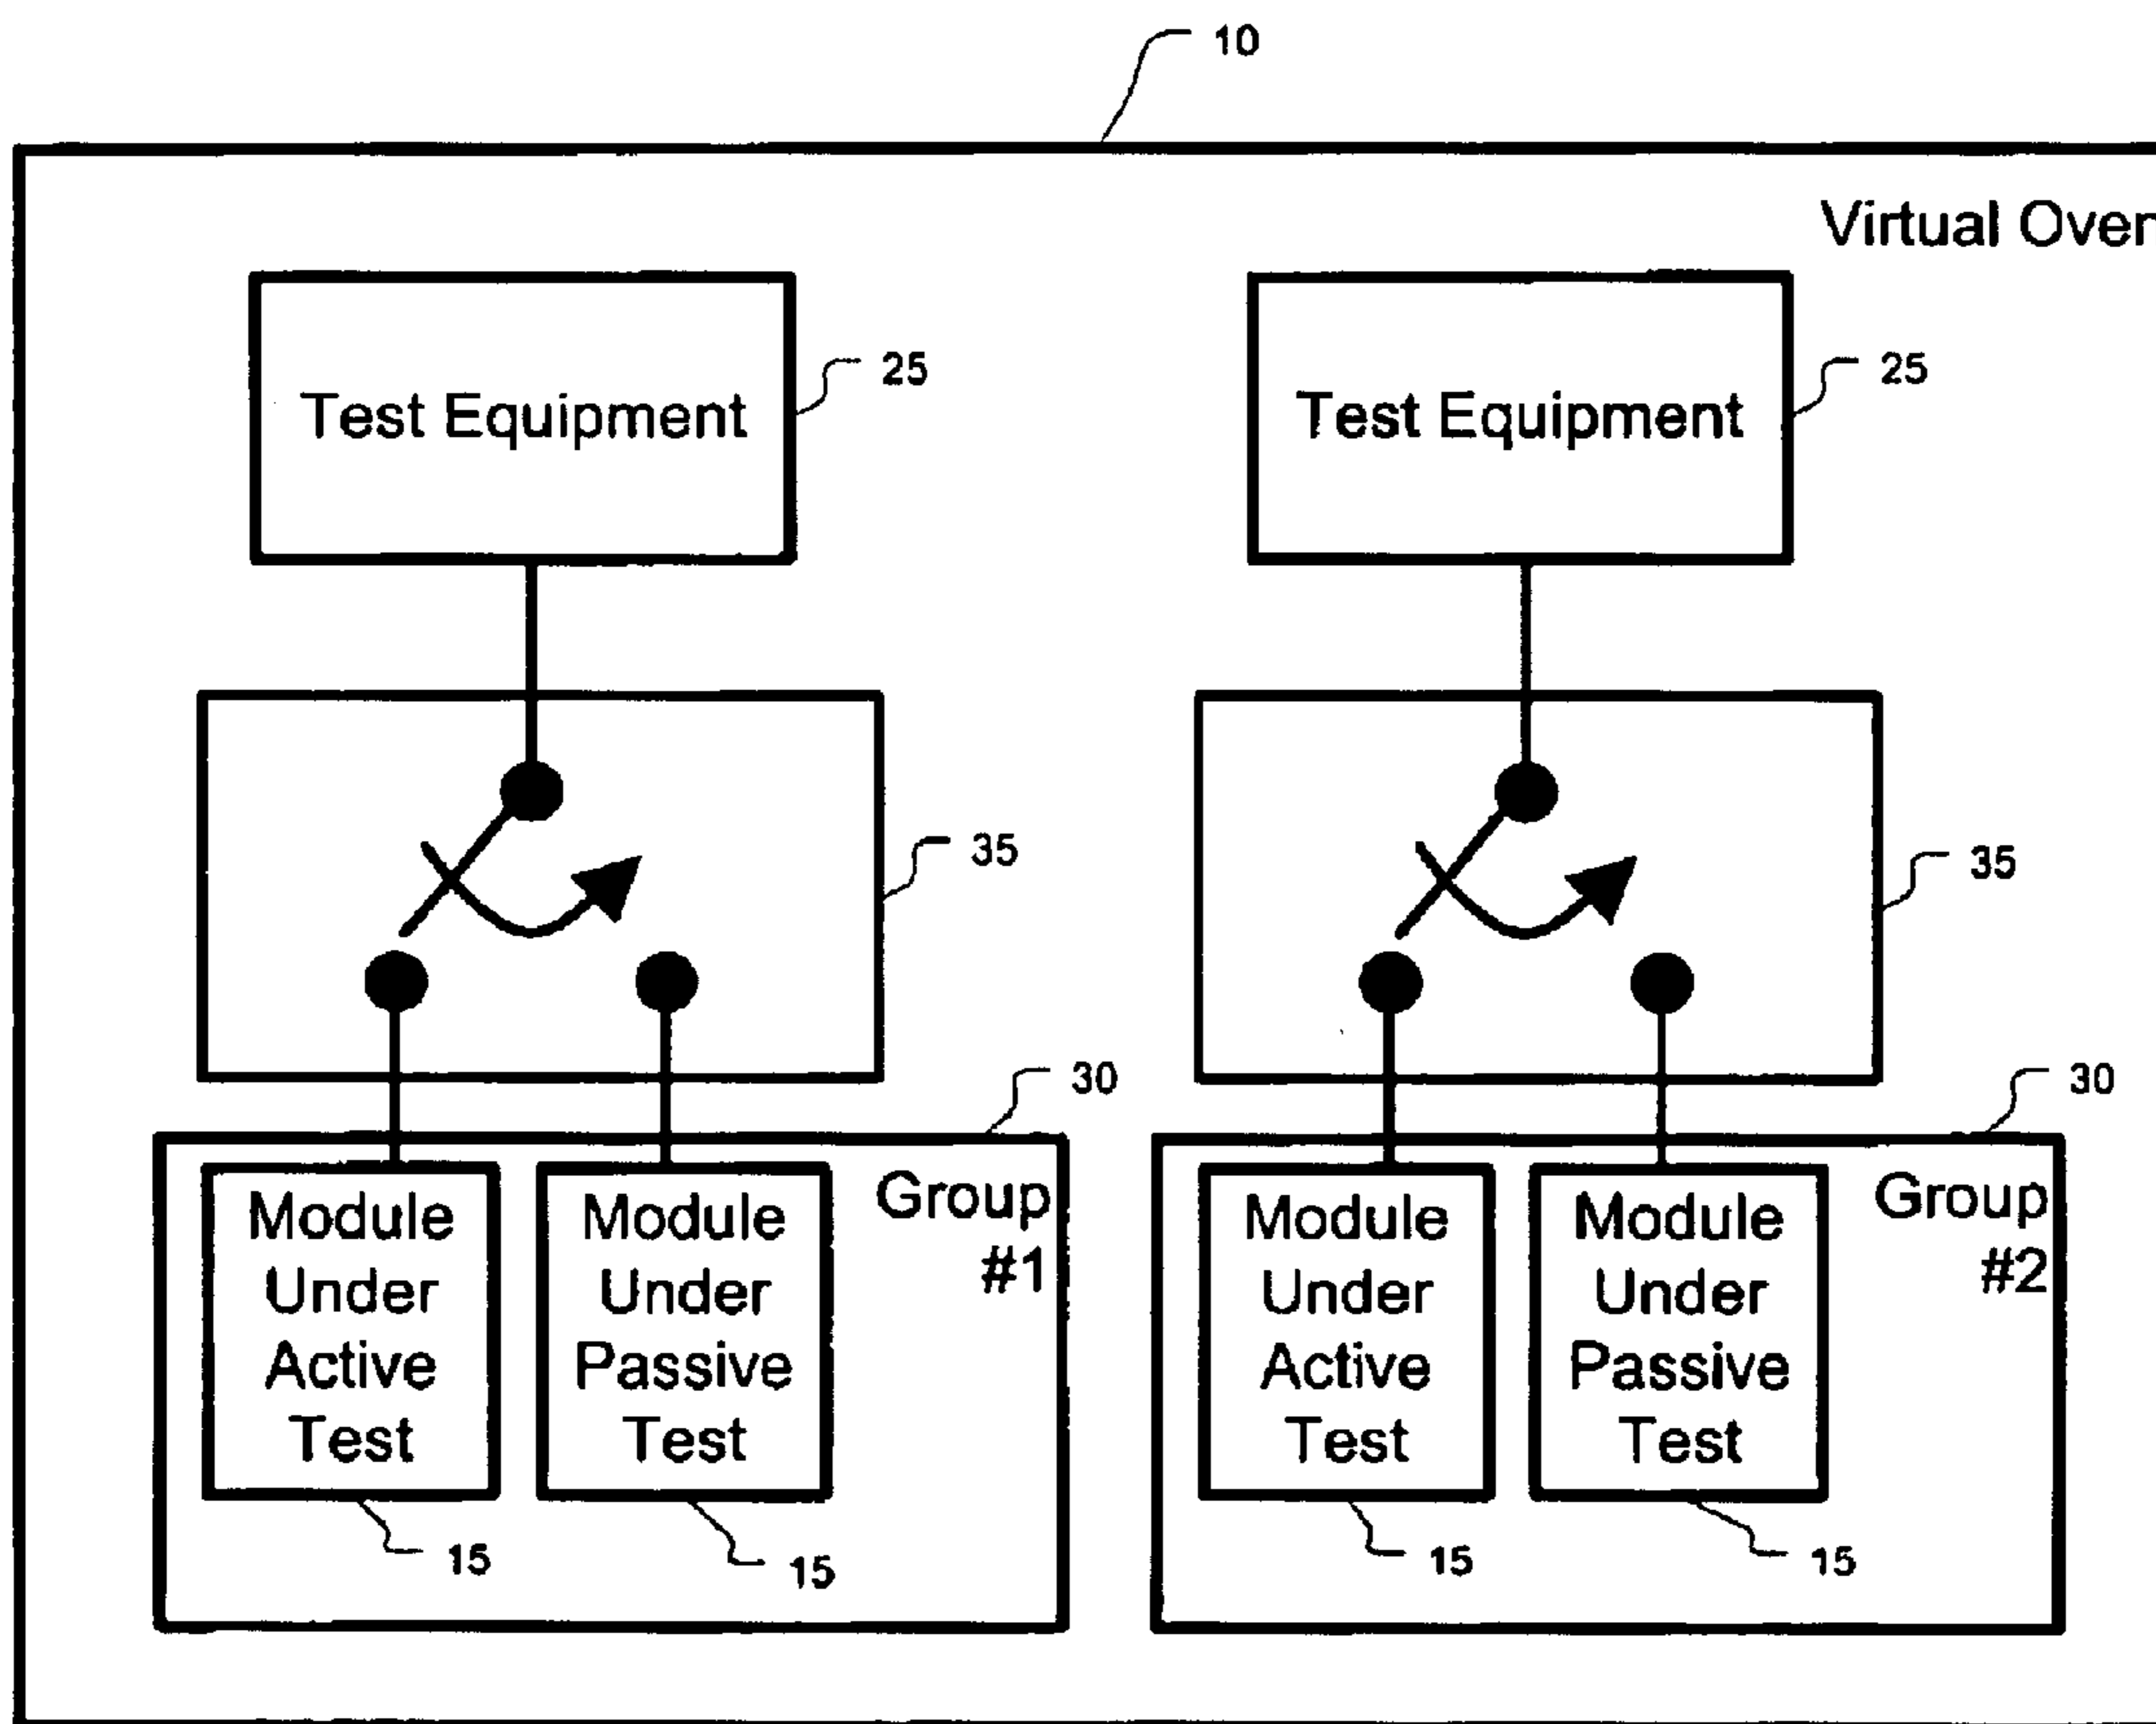 10
Virtual Oven
Test Equipment
25
Test Equipment
25
35
35
30
30
Module
Under
Active
Test
Module
Under
Passive
Test
Group
#1
Module
Under
Active
Test
Module
Under
Passive
Test
Group
#2
15
15
15
15